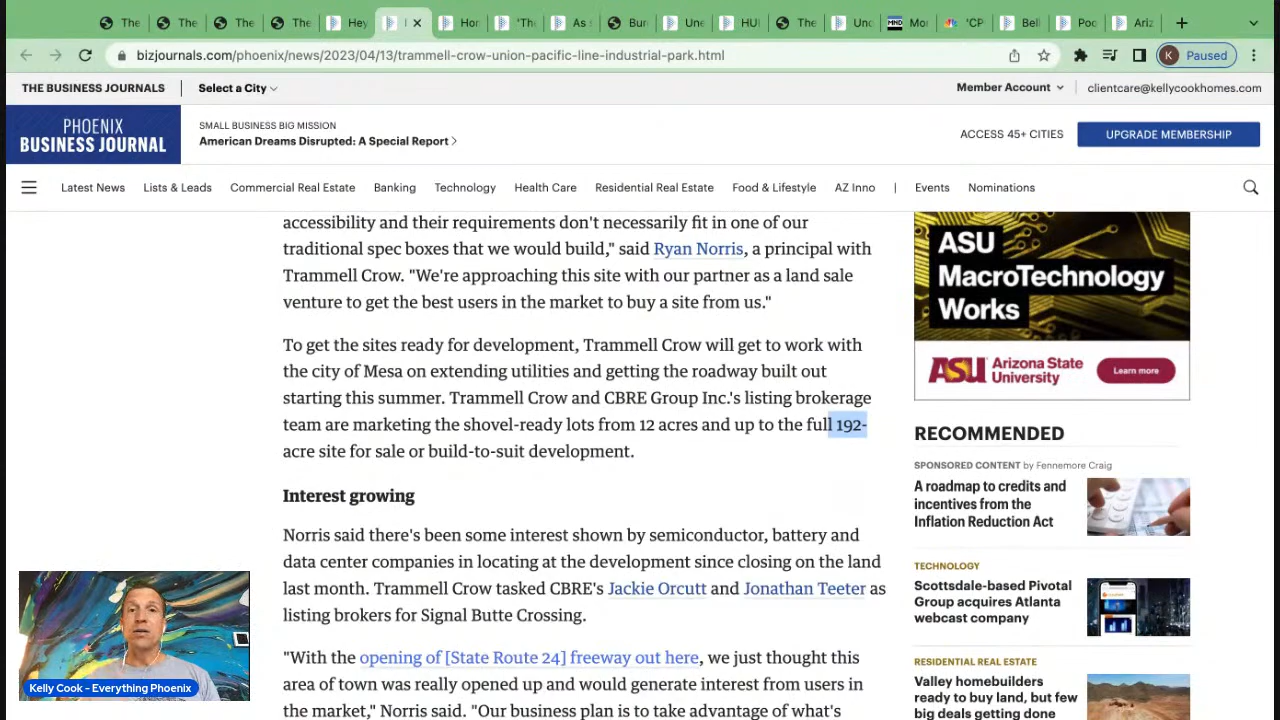 The
The
The
The
Hey
Hor
'Th
As
Bur
Une
HU
The
Unc
MND
Mor
'CP
Bell
Poo
Ariz
bizjournals.com/phoenix/news/2023/04/13/trammell-crow-union-pacific-line-industrial-park.html
K Paused
THE BUSINESS JOURNALS
Select a City
Member Account
clientcare@kellycookhomes.com
PHOENIX
BUSINESS JOURNAL
SMALL BUSINESS BIG MISSION
American Dreams Disrupted: A Special Report
ACCESS 45+ CITIES
UPGRADE MEMBERSHIP
Latest News Lists & Leads Commercial Real Estate Banking Technology Health Care Residential Real Estate Food & Lifestyle AZ Inno | Events Nominations
accessibility and their requirements don't necessarily fit in one of our
traditional spec boxes that we would build," said Ryan Norris, a principal with
Trammell Crow. "We're approaching this site with our partner as a land sale
venture to get the best users in the market to buy a site from us."
To get the sites ready for development, Trammell Crow will get to work with
the city of Mesa on extending utilities and getting the roadway built out
starting this summer. Trammell Crow and CBRE Group Inc.'s listing brokerage
team are marketing the shovel-ready lots from 12 acres and up to the full 192-
acre site for sale or build-to-suit development.
Interest growing
Norris said there's been some interest shown by semiconductor, battery and
data center companies in locating at the development since closing on the land
last month. Trammell Crow tasked CBRE's Jackie Orcutt and Jonathan Teeter as
listing brokers for Signal Butte Crossing.
"With the opening of [State Route 24] freeway out here, we just thought this
area of town was really opened up and would generate interest from users in
the market," Norris said. "Our business plan is to take advantage of what's
ASU
MacroTechnology
Works
ASU Arizona State
University
Learn more
RECOMMENDED
SPONSORED CONTENT by Fennemore Craig
A roadmap to credits and
incentives from the
Inflation Reduction Act
TECHNOLOGY
Scottsdale-based Pivotal
Group acquires Atlanta
webcast company
RESIDENTIAL REAL ESTATE
Valley homebuilders
ready to buy land, but few
big deals getting done
Kelly Cook - Everything Phoenix